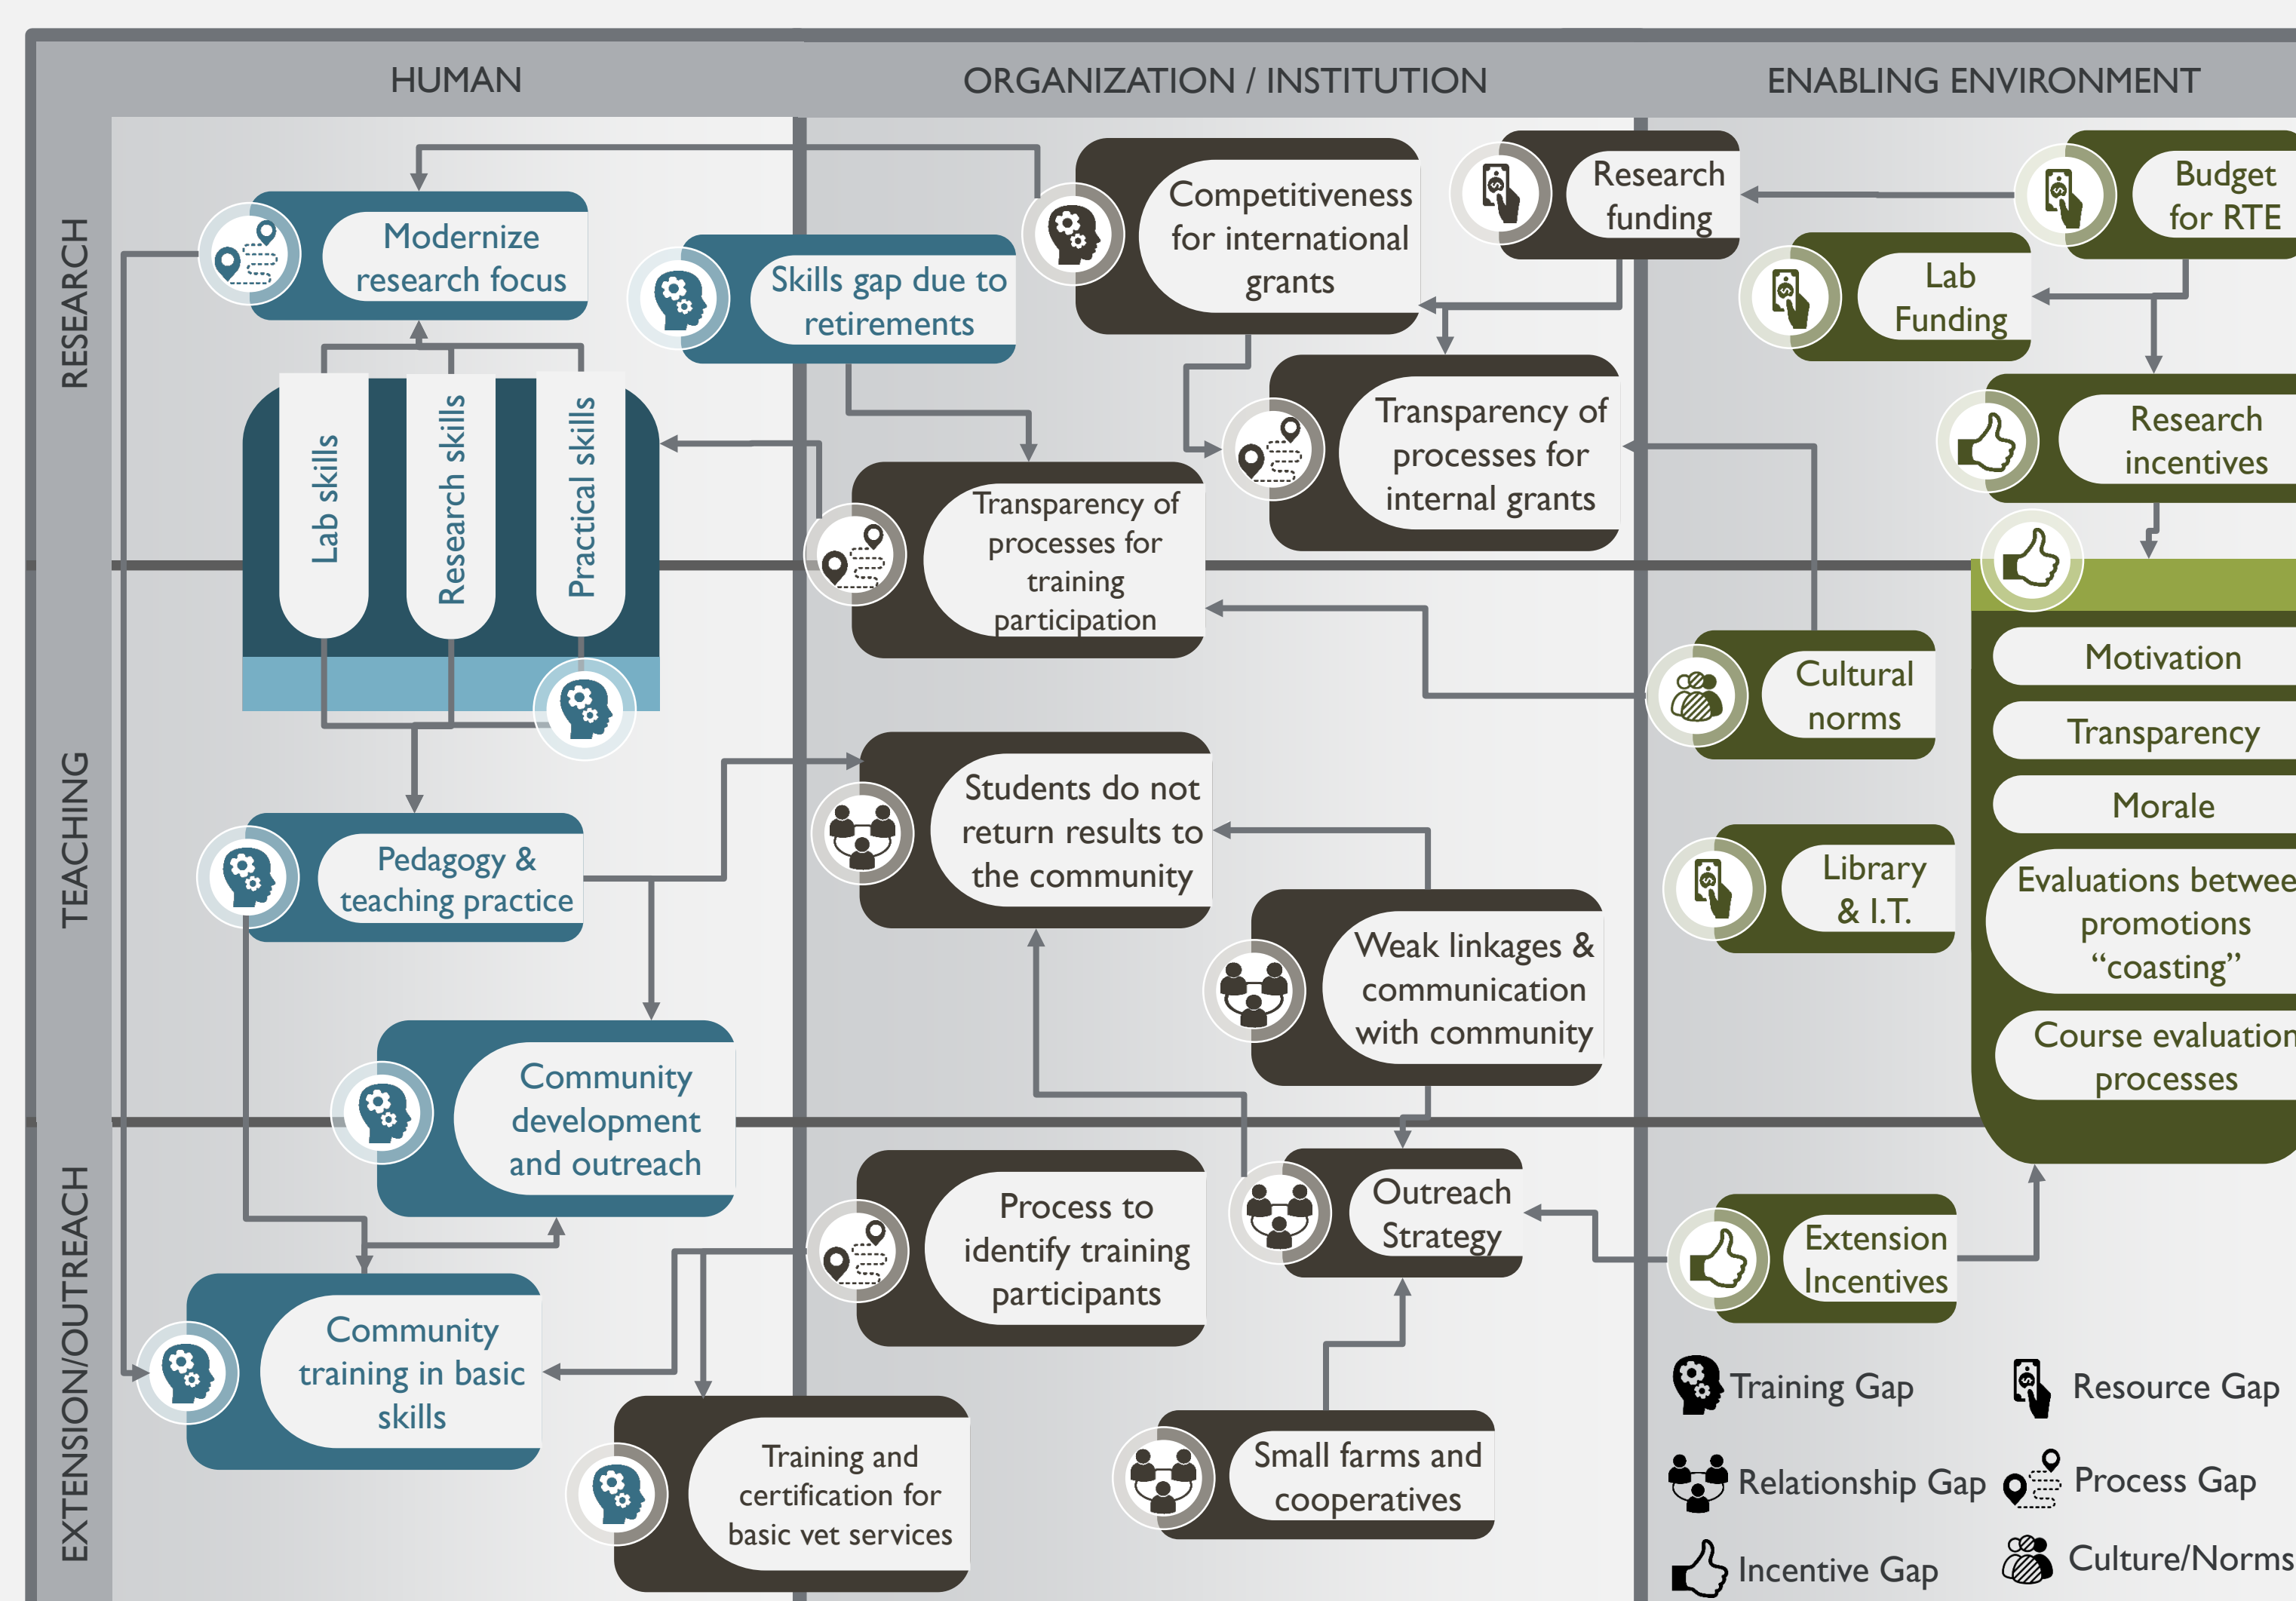 HUMAN
ORGANIZATION / INSTITUTION
ENABLING ENVIRONMENT
RESEARCH
Modernize
research focus
Skills gap due to
retirements
Competitiveness
for international
grants
Research
funding
Budget
for RTE
Lab
Funding
Lab skills
Research skills
Practical skills
Transparency of
processes for
training
participation
Transparency of
processes for
internal grants
Research
incentives
TEACHING
Pedagogy &
teaching practice
Students do not
return results to
the community
Weak linkages &
communication
with community
Cultural
norms
Library
& I.T.
Motivation
Transparency
Morale
Evaluations betwee
promotions
“coasting”
Course evaluation
processes
EXTENSION/OUTREACH
Community
development
and outreach
Community
training in basic
skills
Process to
identify training
participants
Training and
certification for
basic vet services
Outreach
Strategy
Small farms and
cooperatives
Extension
Incentives
Training Gap
Resource Gap
Relationship Gap
Process Gap
Incentive Gap
Culture/Norms